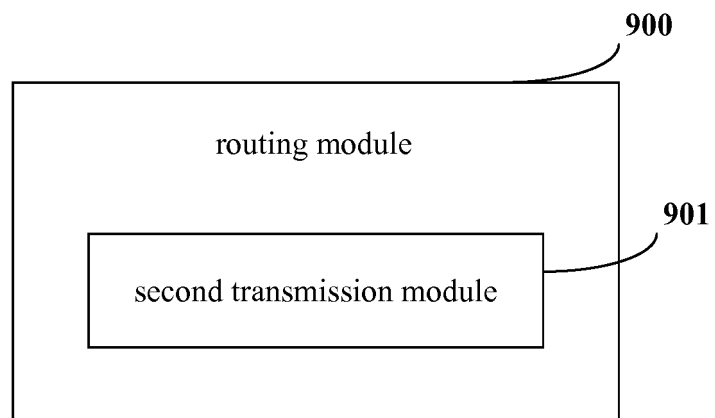 900
routing module
901
second transmission module